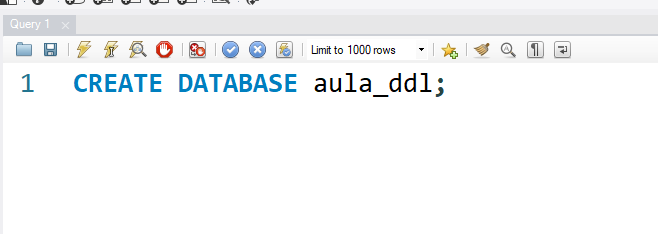 Query 1
Limit to 1000 rows
1 CREATE DATABASE aula_ddl;